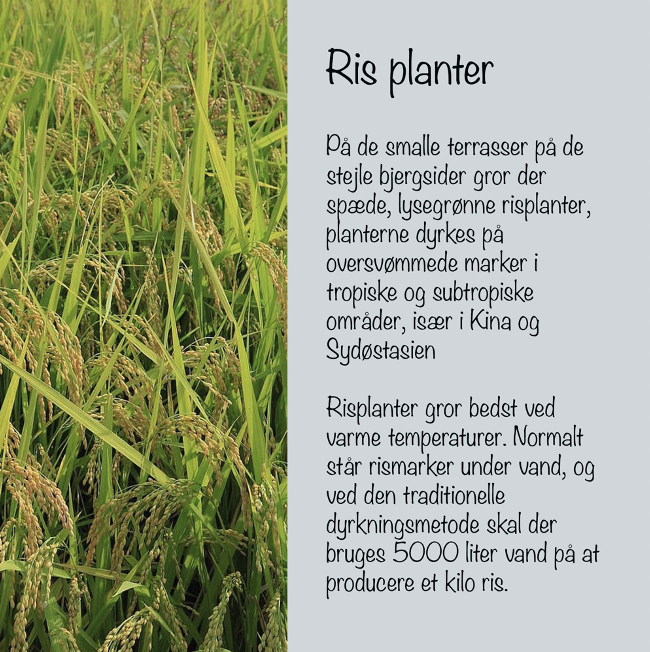 Ris planter
På de smalle terrasser på de
stejle bjergsider gror der
spæde, lysegrønne risplanter,
planterne dyrkes på
oversvømmede marker i
tropiske og subtropiske
områder, især i Kina og
Sydøstasien
Risplanter gror bedst ved
varme temperaturer. Normalt
står rismarker under vand, og
ved den traditionelle
dyrkningsmetode skal der
bruges 5000 liter vand på at
producere et kilo ris.